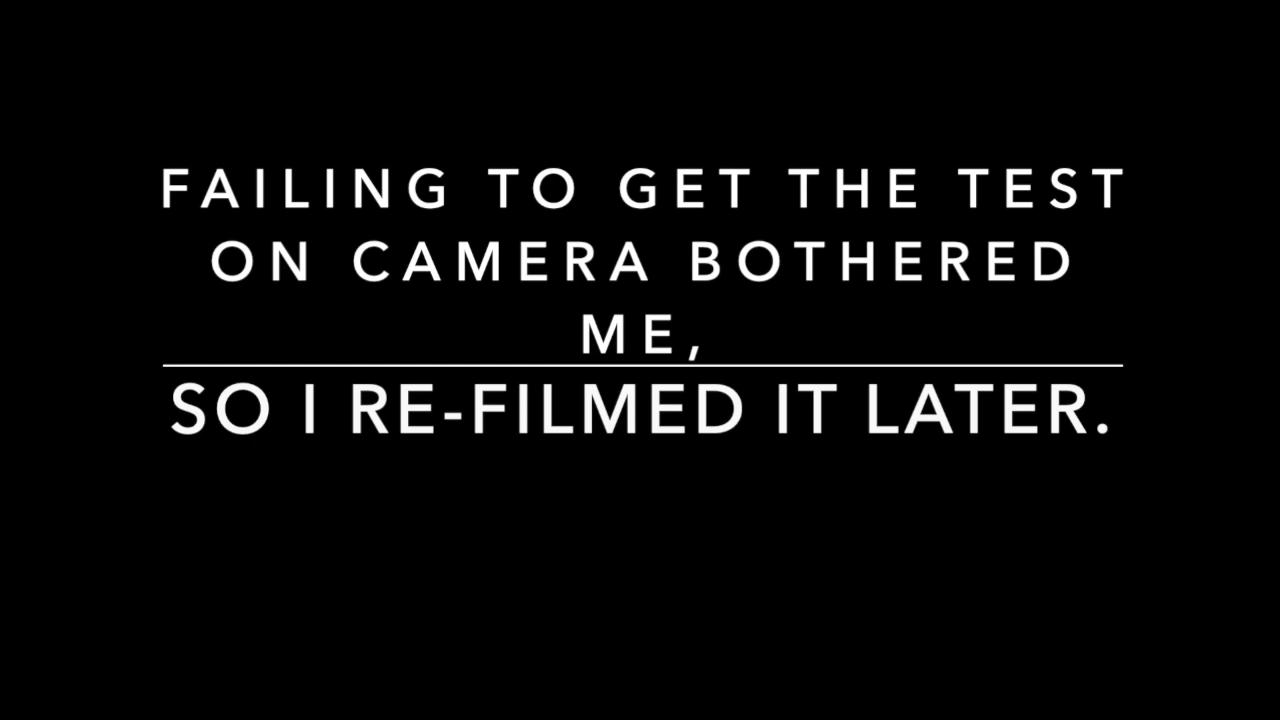 FAILING TO GET THE TEST
ON CAMERA BOTHERED
ME,
SO I RE-FILMED IT LATER.